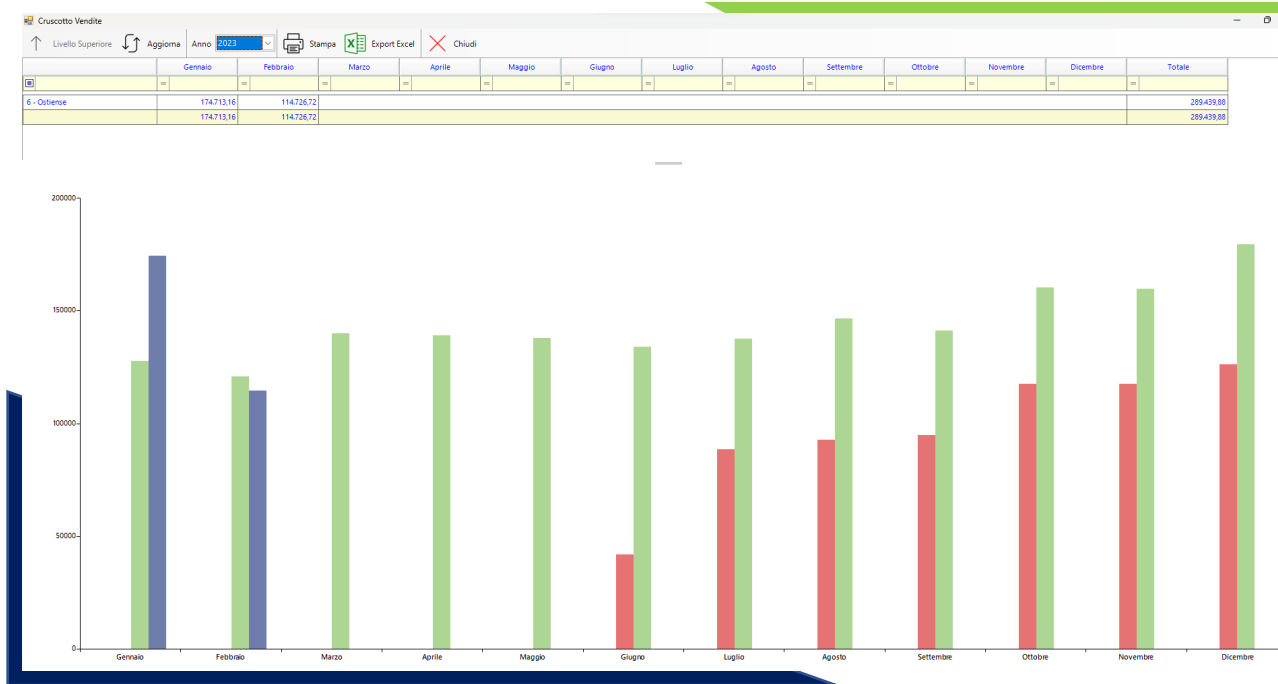 Cruscotto Vendite
Livello Superiore Aggiorna Anno 2023 Stampa Export Excel Chiudi
Gennaio Febbraio Marzo Aprile Maggio Giugno Luglio Agosto Settembre Ottobre Novembre Dicembre Totale
= = = = = = = = = = = = =
6 - Ostiense 174.713,16 114.726,72 289.439,88
174.713,16 114.726,72 289.439,88
200000
150000
100000
50000
0
Gennaio Febbraio Marzo Aprile Maggio Giugno Luglio Agosto Settembre Ottobre Novembre Dicembre